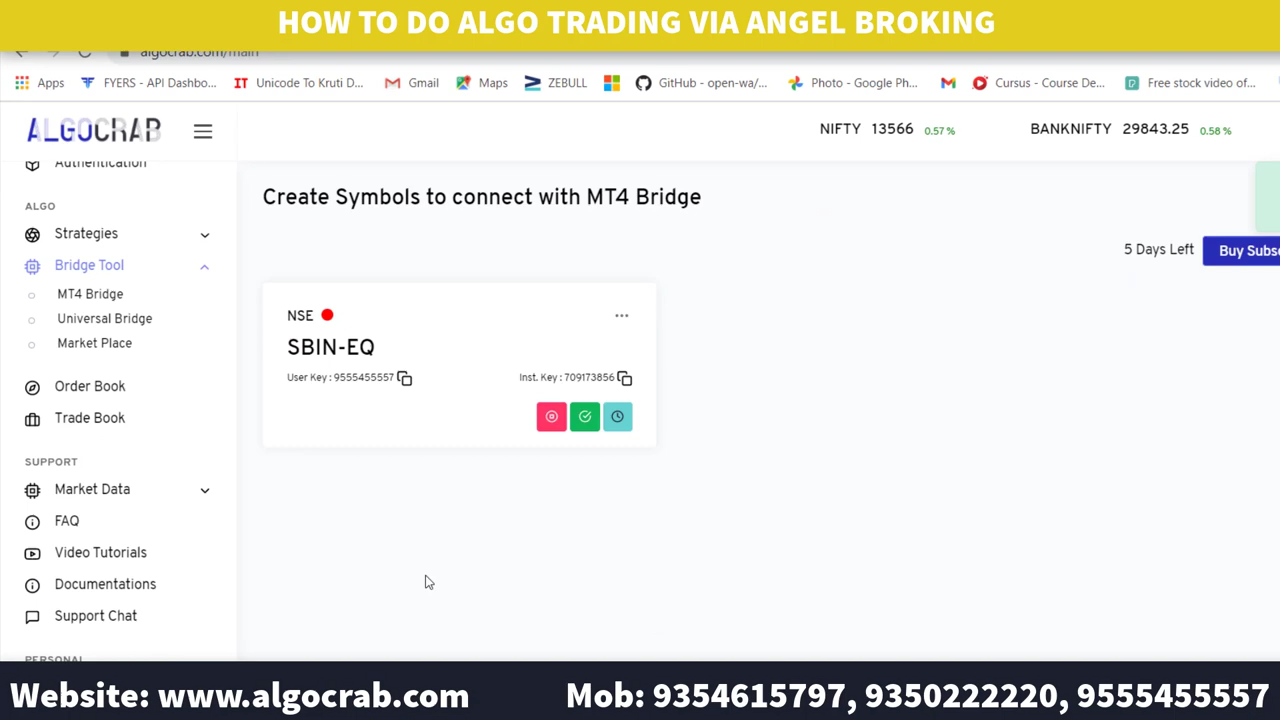 HOW TO DO ALGO TRADING VIA ANGEL BROKING
algocrab.com/main
Apps FYERS - API Dashbo... Unicode To Kruti D... Gmail Maps ZEBULL GitHub - open-wa/... Photo - Google Ph... Cursus - Course De... Free stock video of...
ALGOCRAB
NIFTY 13566 0.57 % BANKNIFTY 29843.25 0.58 %
Authentication
ALGO
Strategies
Bridge Tool
MT4 Bridge
Universal Bridge
Market Place
Order Book
Trade Book
SUPPORT
Market Data
FAQ
Video Tutorials
Documentations
Support Chat
PERSONAL
Create Symbols to connect with MT4 Bridge
5 Days Left Buy Subsc
NSE
SBIN-EQ
User Key : 9555455557 Inst. Key : 709173856
Website: www.algocrab.com Mob: 9354615797, 9350222220, 9555455557